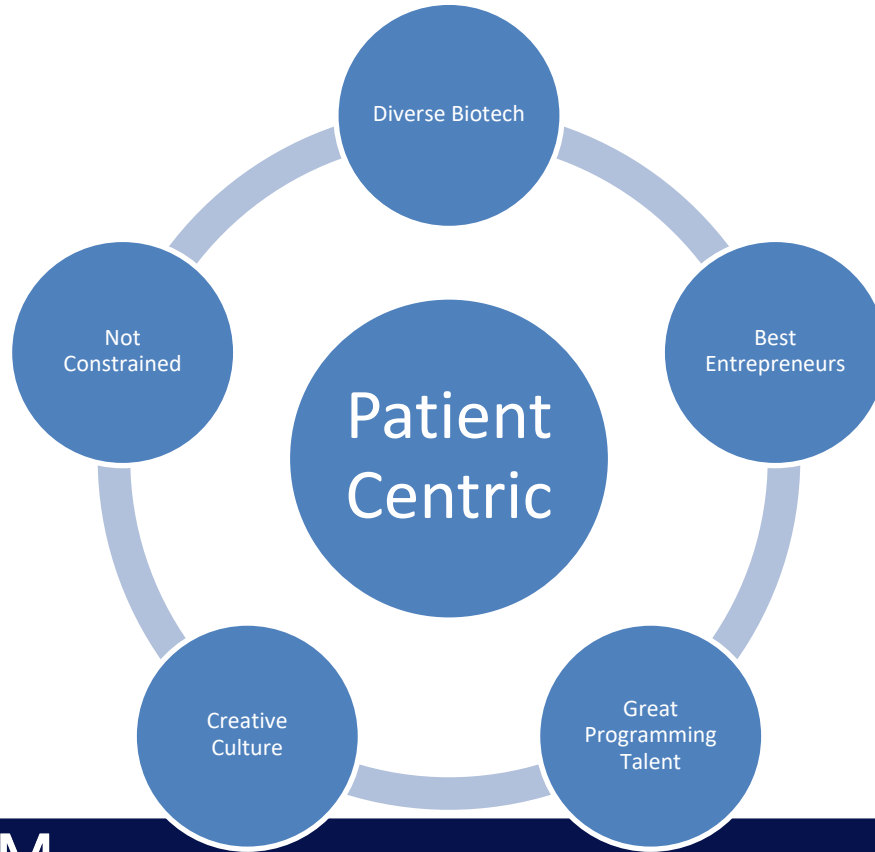 Diverse Biotech
Not
Constrained
Best
Entrepreneurs
Patient
Centric
Creative
Culture
Great
Programming
Talent